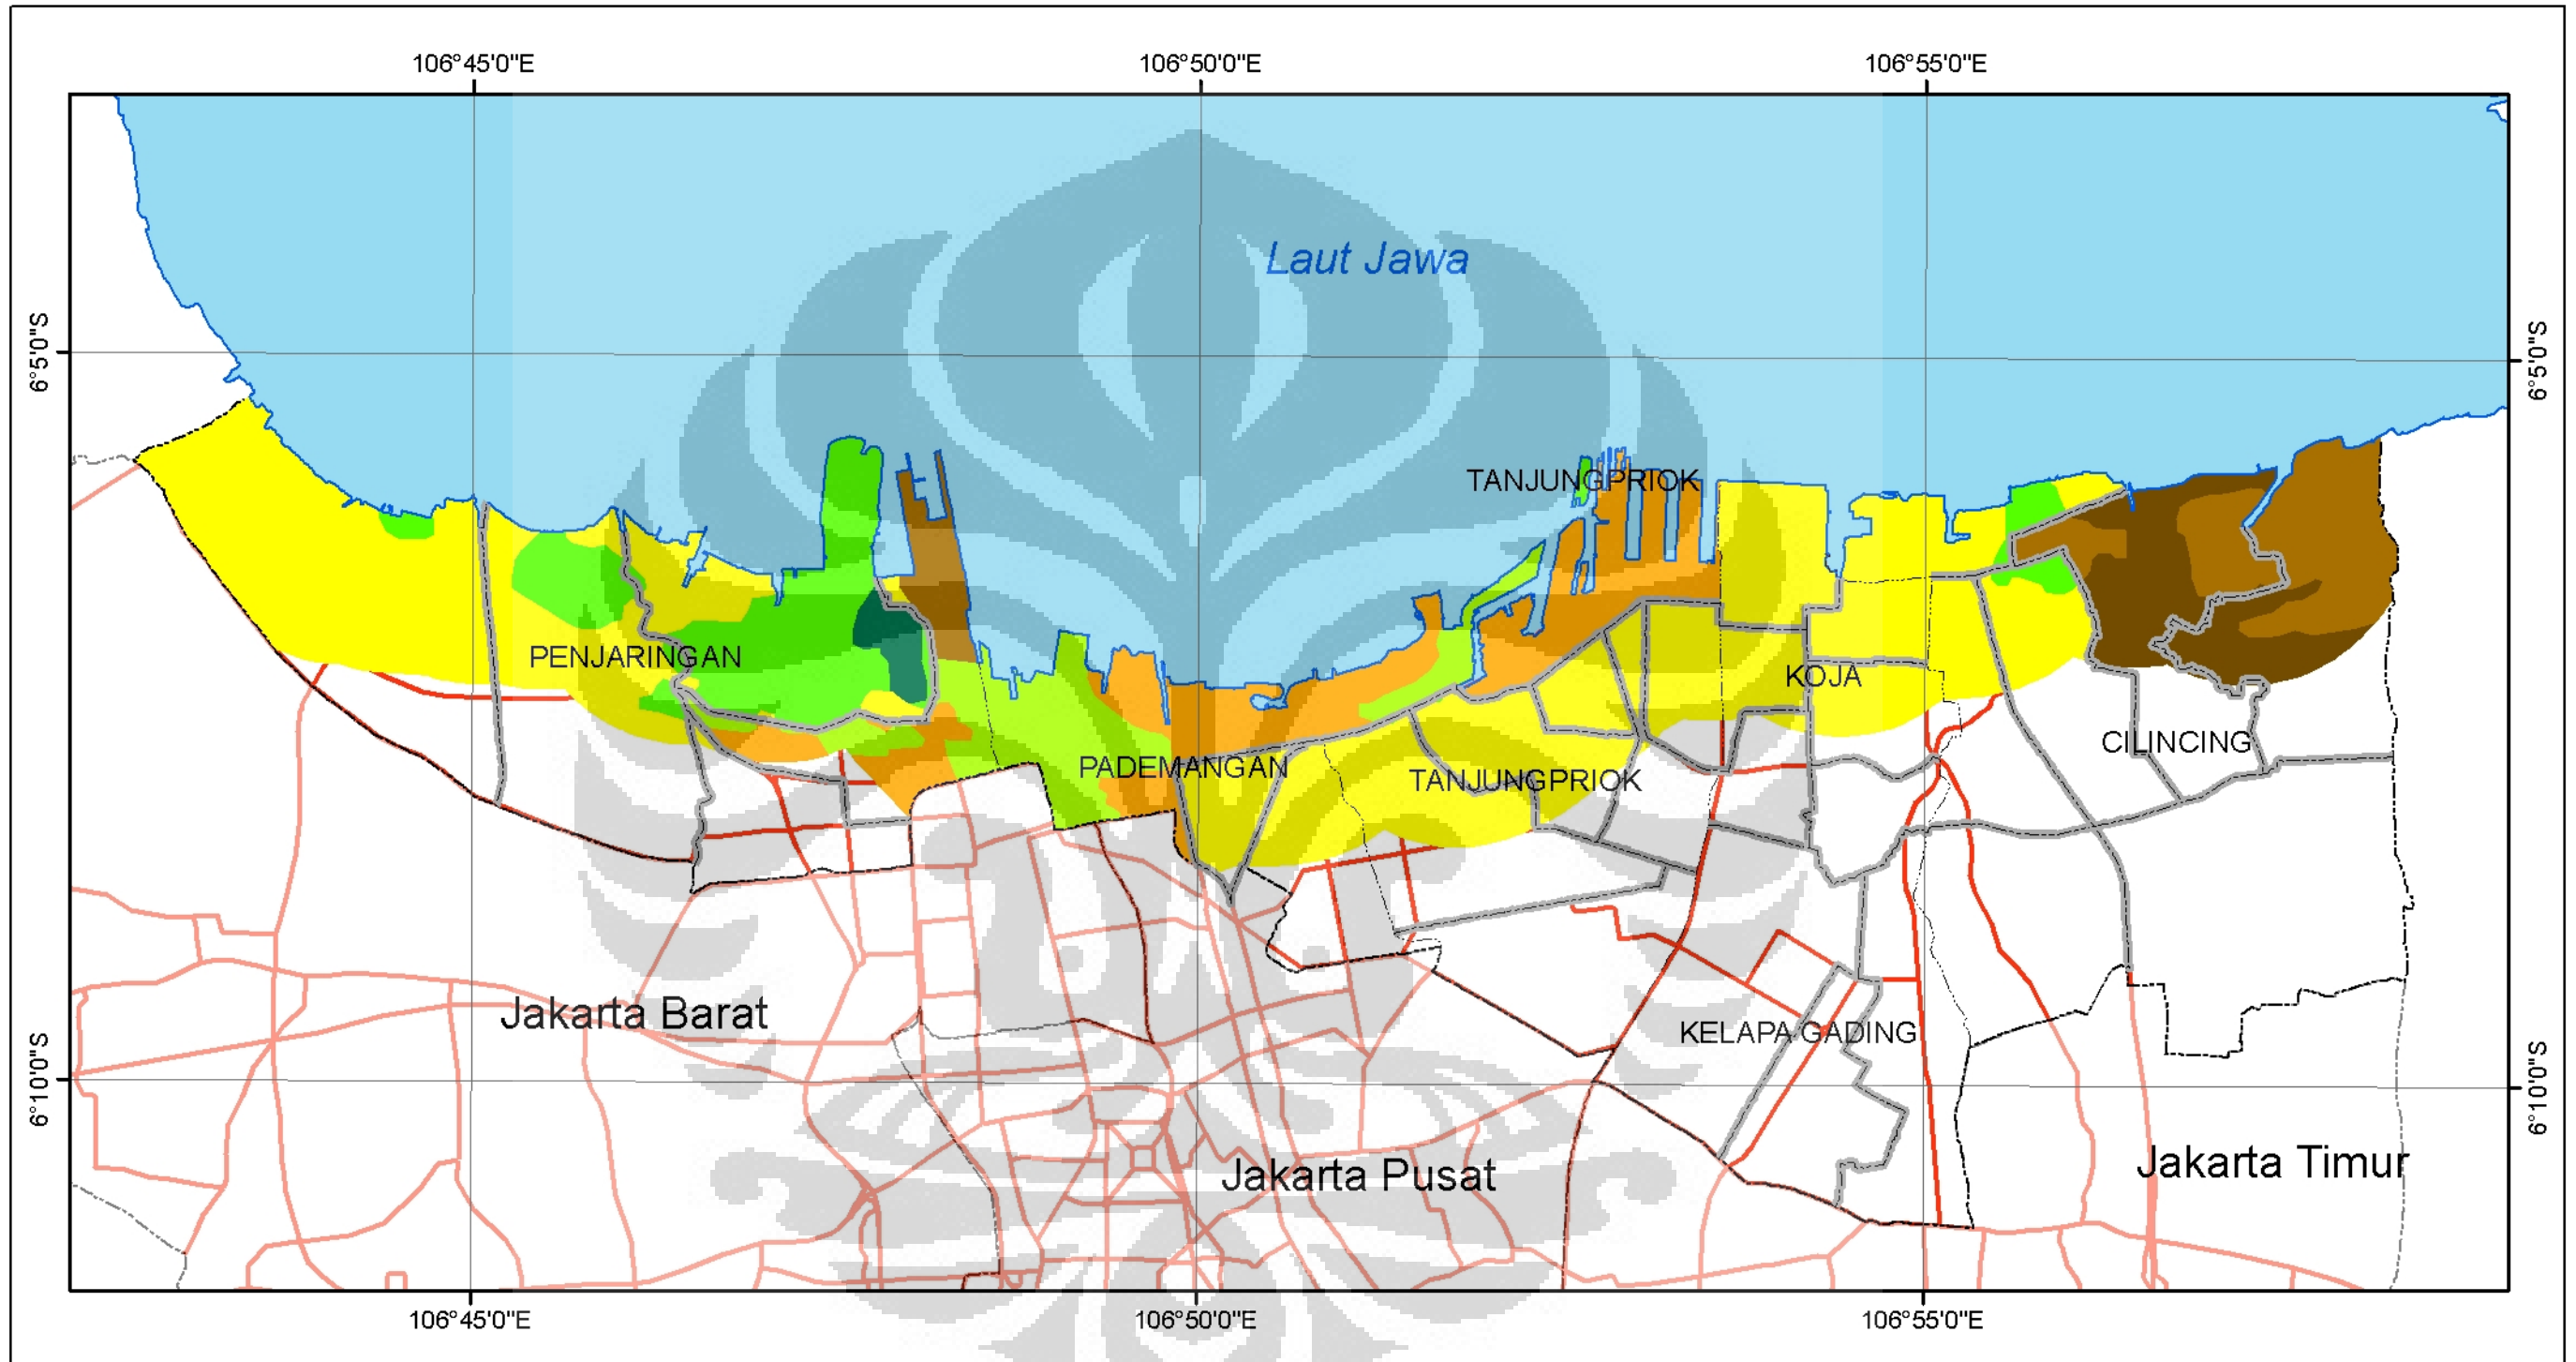 106°45'0"E
106°50'0"E
106°55'0"E
Laut Jawa
6°5'0"S
6°5'0"S
TANJUNGPRIOK
PENJARINGAN
KOJA
CILINCING
PADEMANGAN
TANJUNGPRIOK
Jakarta Barat
KELAPA GADING
6°10'0"S
6°10'0"S
Jakarta Pusat
Jakarta Timur
106°45'0"E
106°50'0"E
106°55'0"E